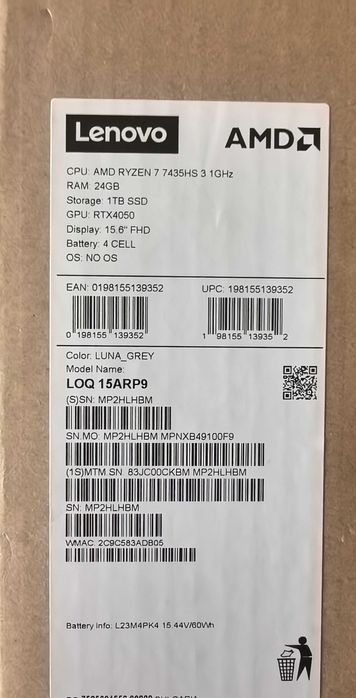 Lenovo AMD
CPU: AMD RYZEN 7 7435HS 3 1GHz
RAM: 24GB
Storage: 1TB SSD
GPU: RTX4050
Display: 15.6" FHD
Battery: 4 CELL
OS: NO OS
EAN: 0198155139352 UPC: 198155139352
0 198155 139352 1 98155 13935 2
Color: LUNA_GREY
Model Name:
LOQ 15ARP9
(S)SN: MP2HLHBM
SN.MO: MP2HLHBM MPNXB49100F9
(1S)MTM.SN: 83JC00CKBM MP2HLHBM
SN: MP2HLHBM
WMAC: 2C9C583ADB05
Battery Info: L23M4PK4 15.44V/60Wh